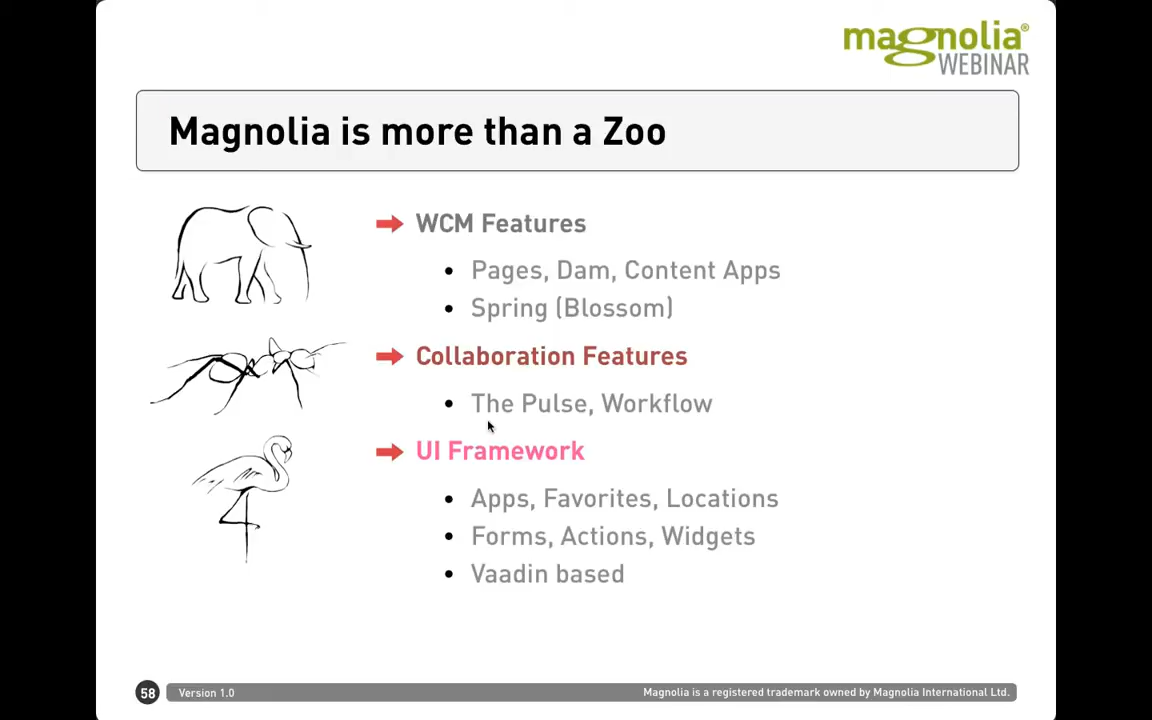 magnolia®
WEBINAR
Magnolia is more than a Zoo
WCM Features
Pages, Dam, Content Apps
Spring (Blossom)
Collaboration Features
The Pulse, Workflow
UI Framework
Apps, Favorites, Locations
Forms, Actions, Widgets
Vaadin based
58 Version 1.0 Magnolia is a registered trademark owned by Magnolia International Ltd.